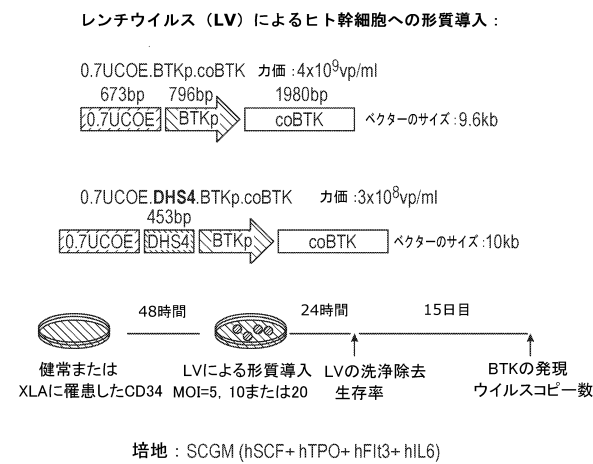 レンチウイルス（LV）によるヒト幹細胞への形質導入：
0.7UCOE.BTKp.coBTK 力価：4x10⁹vp/ml
673bp 796bp 1980bp
0.7UCOE BTKp coBTK ベクターのサイズ：9.6kb
0.7UCOE.DHS4.BTKp.coBTK 力価：3x10⁸vp/ml
453bp
0.7UCOE DHS4 BTKp coBTK ベクターのサイズ：10kb
48時間 24時間 15日目
健常または
XLAに罹患したCD34
LVによる形質導入
MOI=5，10または20
LVの洗浄除去
生存率
BTKの発現
ウイルスコピー数
培地：SCGM (hSCF+ hTPO+ hFlt3+ hIL6)